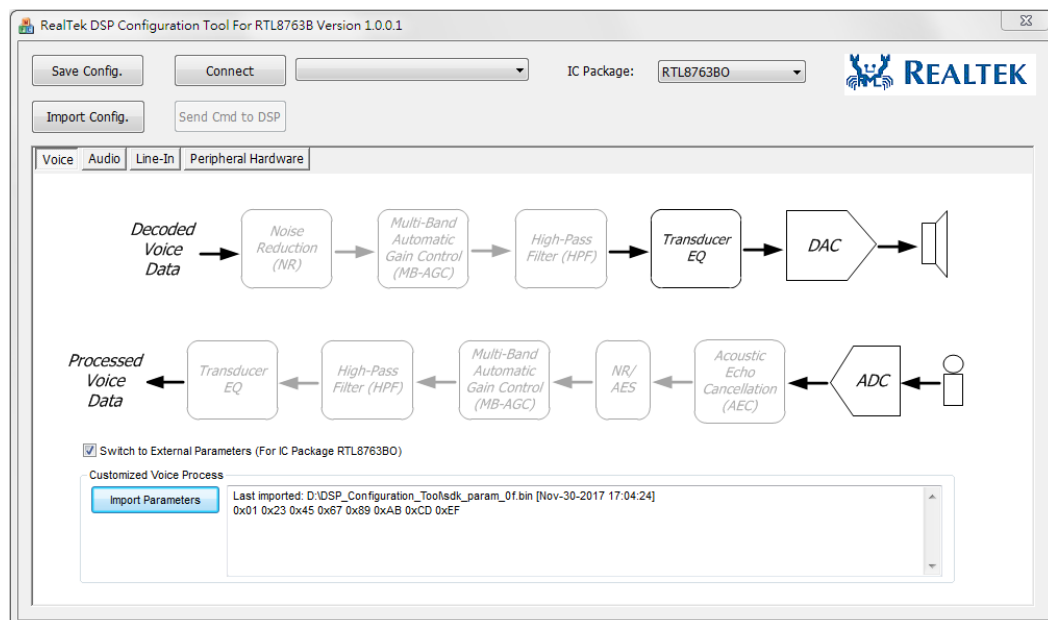 RealTek DSP Configuration Tool For RTL8763B Version 1.0.0.1
Save Config.
Connect
IC Package:
RTL8763BO
REALTEK
Import Config.
Send Cmd to DSP
Voice
Audio
Line-In
Peripheral Hardware
Decoded
Voice
Data
Noise
Reduction
(NR)
Multi-Band
Automatic
Gain Control
(MB-AGC)
High-Pass
Filter (HPF)
Transducer
EQ
DAC
Processed
Voice
Data
Transducer
EQ
High-Pass
Filter (HPF)
Multi-Band
Automatic
Gain Control
(MB-AGC)
NR/
AES
Acoustic
Echo
Cancellation
(AEC)
ADC
Switch to External Parameters (For IC Package RTL8763BO)
Customized Voice Process
Import Parameters
Last imported: D:\DSP_Configuration_Tool\sdk_param_0f.bin [Nov-30-2017 17:04:24]
0x01 0x23 0x45 0x67 0x89 0xAB 0xCD 0xEF